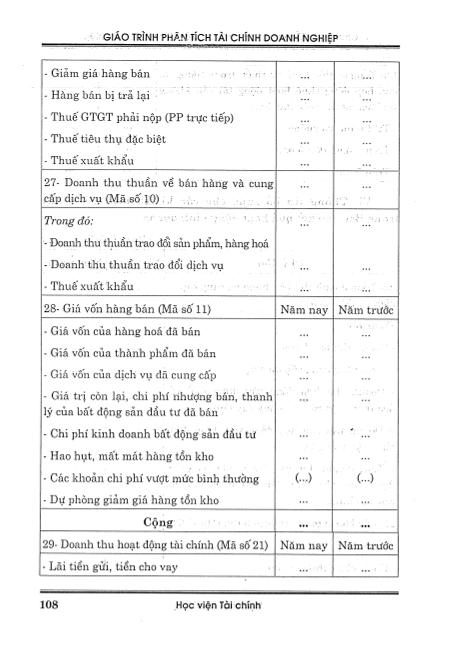 GIÁO TRÌNH PHÂN TÍCH TÀI CHÍNH DOANH NGHIỆP
- Giảm giá hàng bán ... ...
- Hàng bán bị trả lại ... ...
- Thuế GTGT phải nộp (PP trực tiếp) ... ...
- Thuế tiêu thụ đặc biệt ... ...
- Thuế xuất khẩu ... ...
27- Doanh thu thuần về bán hàng và cung ... ...
cấp dịch vụ (Mã số 10)
Trong đó: ... ...
- Doanh thu thuần trao đổi sản phẩm, hàng hoá
- Doanh thu thuần trao đổi dịch vụ ... ...
- Thuế xuất khẩu ... ...
28- Giá vốn hàng bán (Mã số 11) Năm nay Năm trước
- Giá vốn của hàng hoá đã bán ... ...
- Giá vốn của thành phẩm đã bán ... ...
- Giá vốn của dịch vụ đã cung cấp ... ...
- Giá trị còn lại, chi phí nhượng bán, thanh ... ...
lý của bất động sản đầu tư đã bán
- Chi phí kinh doanh bất động sản đầu tư ... ...
- Hao hụt, mất mát hàng tồn kho ... ...
- Các khoản chi phí vượt mức bình thường (...) (...)
- Dự phòng giảm giá hàng tồn kho ... ...
Cộng ... ...
29- Doanh thu hoạt động tài chính (Mã số 21) Năm nay Năm trước
- Lãi tiền gửi, tiền cho vay ... ...
108 Học viện Tài chính